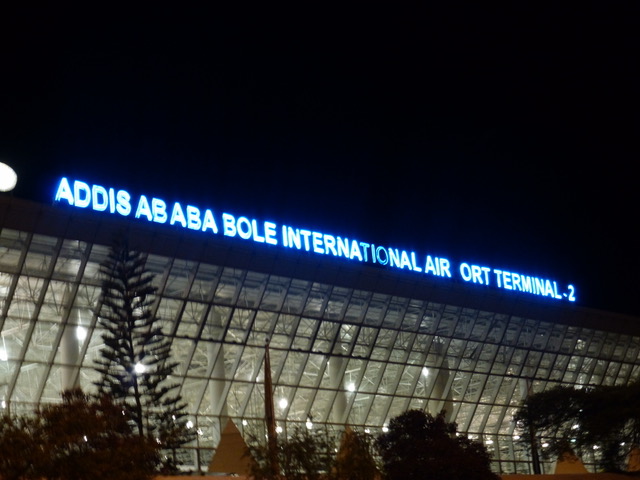 ADDIS ABABA BOLE INTERNATIONAL AIR ORT TERMINAL-2